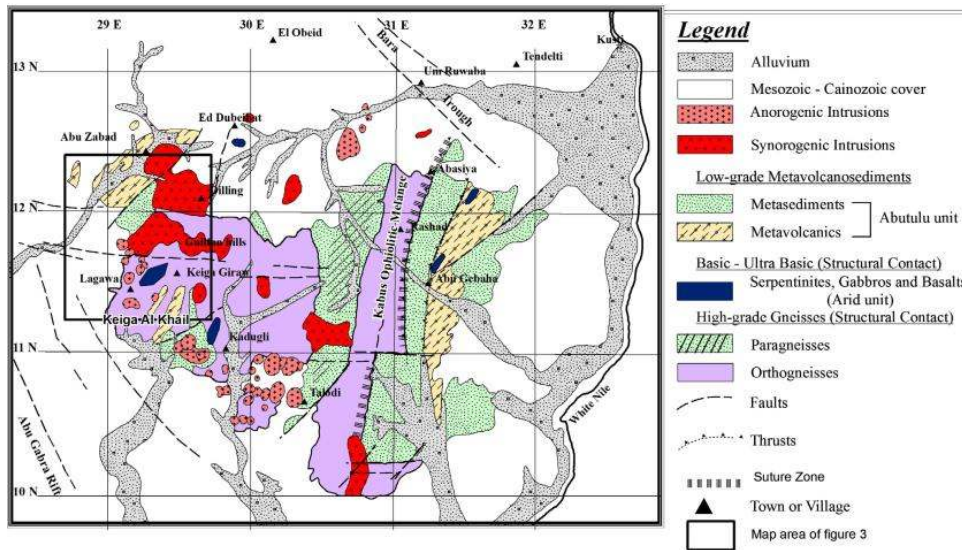 29 E
30 E
31 E
32 E
El Obeid
Bara
Trough
Kusti
13 N
Tendelti
Um Ruwaba
Ed Dubeibat
Abu Zabad
Abasiya
Dilling
12 N
Kabus Ophiolitic Melange
Rashad
Lagawa
Keiga Giran
Abu Gebaha
Keiga Al Khail
Kadugli
11 N
Talodi
White Nile
Abu Gabra Rift
10 N
Legend
Alluvium
Mesozoic - Cainozoic cover
Anorogenic Intrusions
Synorogenic Intrusions
Low-grade Metavolcanosediments
Metasediments
Abutulu unit
Metavolcanics
Basic - Ultra Basic (Structural Contact)
Serpentinites, Gabbros and Basalts
(Arid unit)
High-grade Gneisses (Structural Contact)
Paragneisses
Orthogneisses
Faults
Thrusts
Suture Zone
Town or Village
Map area of figure 3